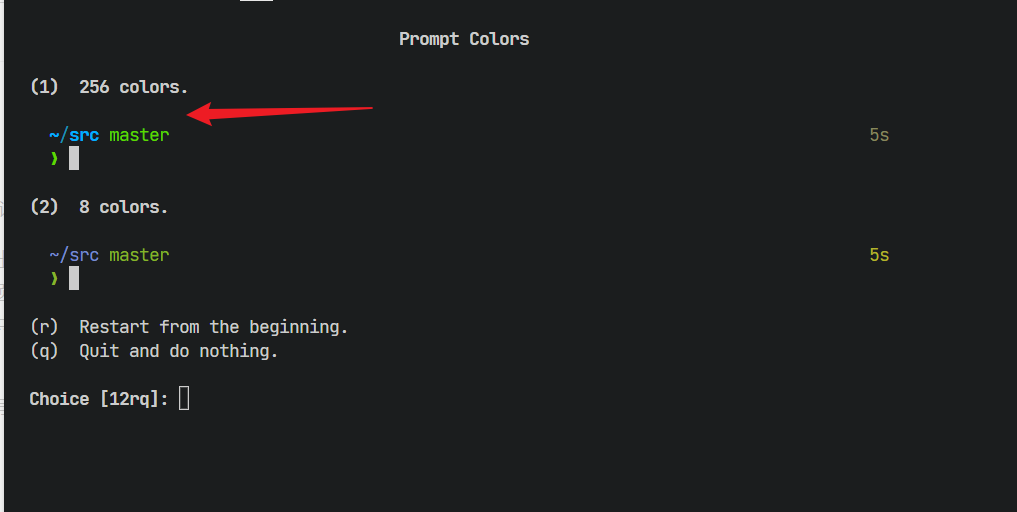 Prompt Colors
(1) 256 colors.
~/src master 5s
❯
(2) 8 colors.
~/src master 5s
❯
(r) Restart from the beginning.
(q) Quit and do nothing.
Choice [12rq]: